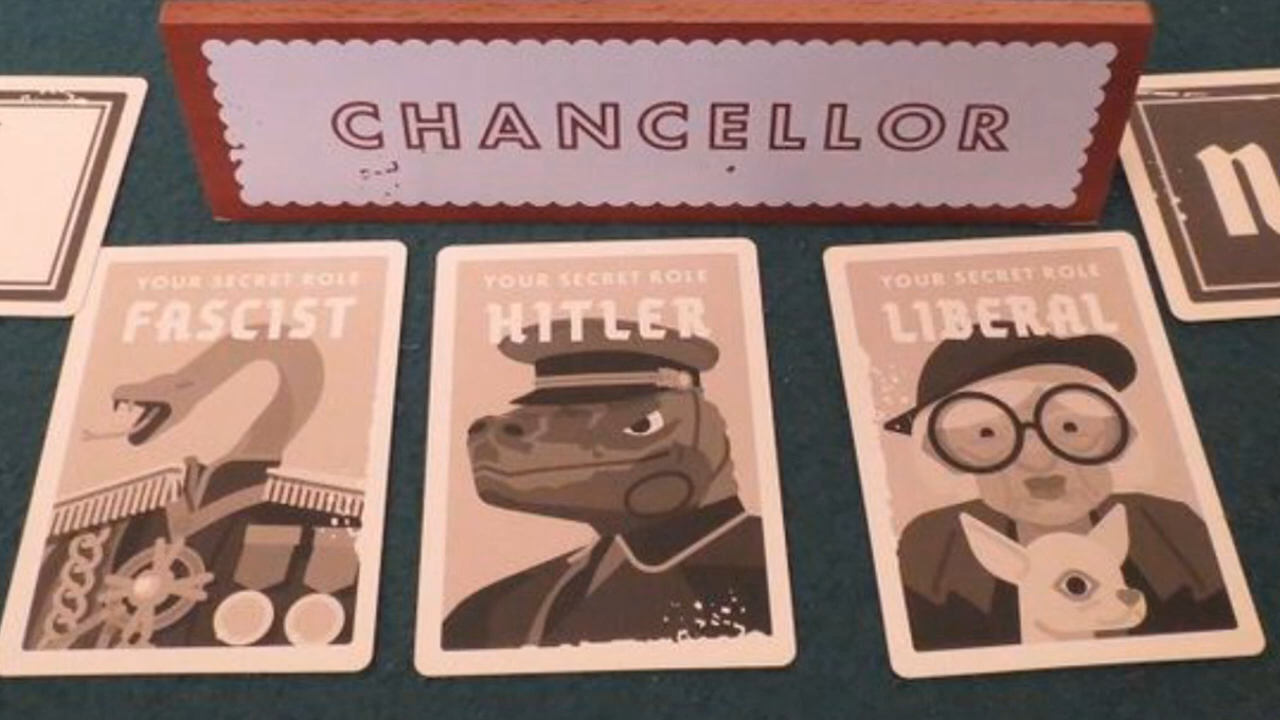 CHANCELLOR
YOUR SECRET ROLE
FASCIST
YOUR SECRET ROLE
HITLER
YOUR SECRET ROLE
LIBERAL